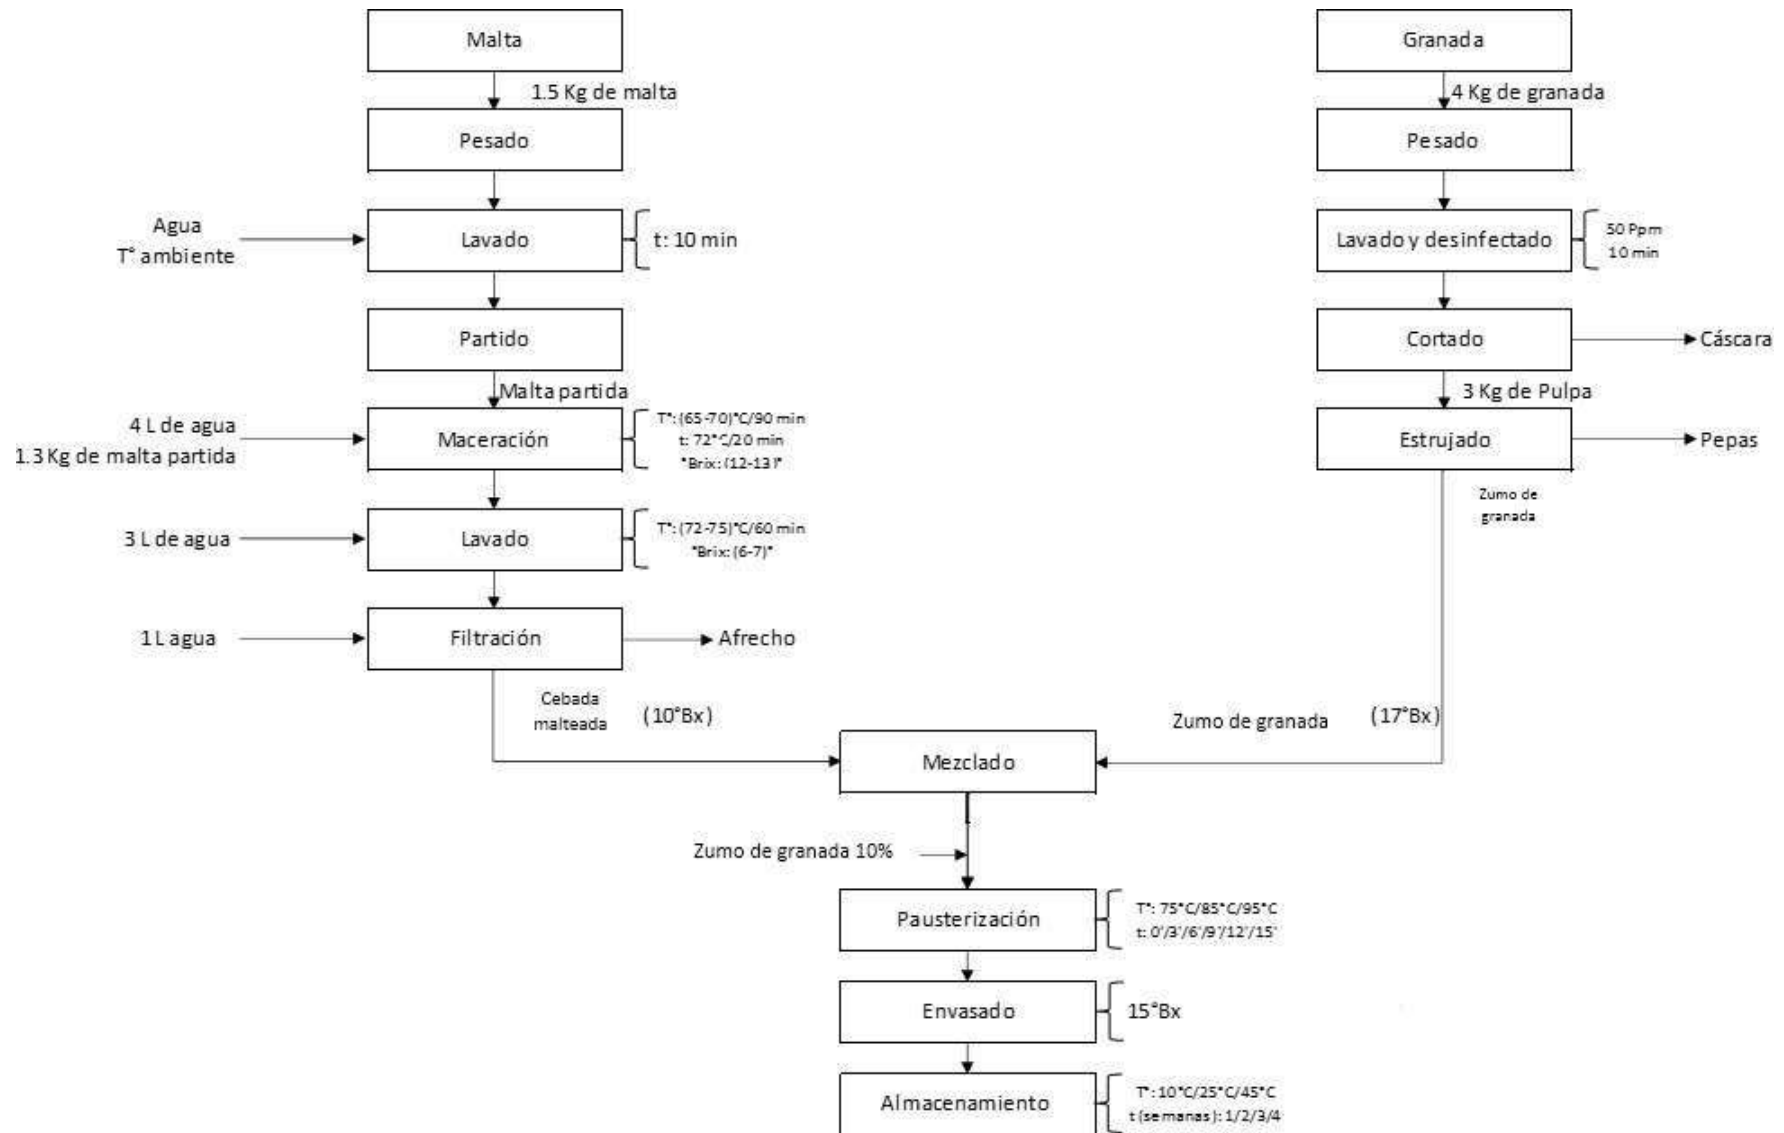 Malta
1.5 Kg de malta
Pesado
Agua
T° ambiente
Lavado
t: 10 min
Partido
Malta partida
4 L de agua
1.3 Kg de malta partida
Maceración
T°: (65-70)°C/90 min
t: 72°C/20 min
°Brix: (12-13)°
3 L de agua
Lavado
T°: (72-75)°C/60 min
°Brix: (6-7)°
1 L agua
Filtración
Afrecho
Cebada
malteada
(10°Bx)
Granada
4 Kg de granada
Pesado
Lavado y desinfectado
50 Ppm
10 min
Cortado
Cáscara
3 Kg de Pulpa
Estrujado
Pepas
Zumo de
granada
Zumo de granada
(17°Bx)
Mezclado
Zumo de granada 10%
Pausterización
T°: 75°C/85°C/95°C
t: 0'/3'/6'/9'/12'/15'
Envasado
15°Bx
Almacenamiento
T°: 10°C/25°C/45°C
t (semanas): 1/2/3/4